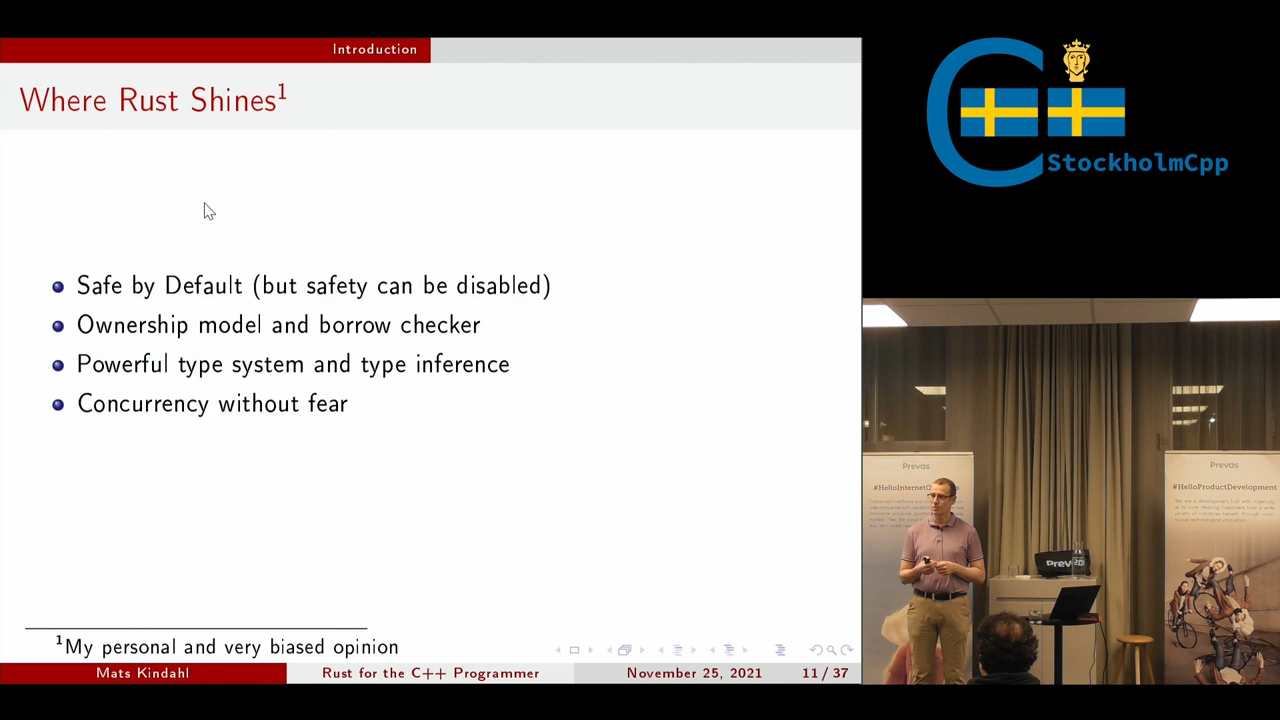 Introduction
Where Rust Shines¹
Safe by Default (but safety can be disabled)
Ownership model and borrow checker
Powerful type system and type inference
Concurrency without fear
¹My personal and very biased opinion
Mats Kindahl
Rust for the C++ Programmer
November 25, 2021
11 / 37
StockholmCpp
Prevas
Prevas
#HelloProductDevelopment